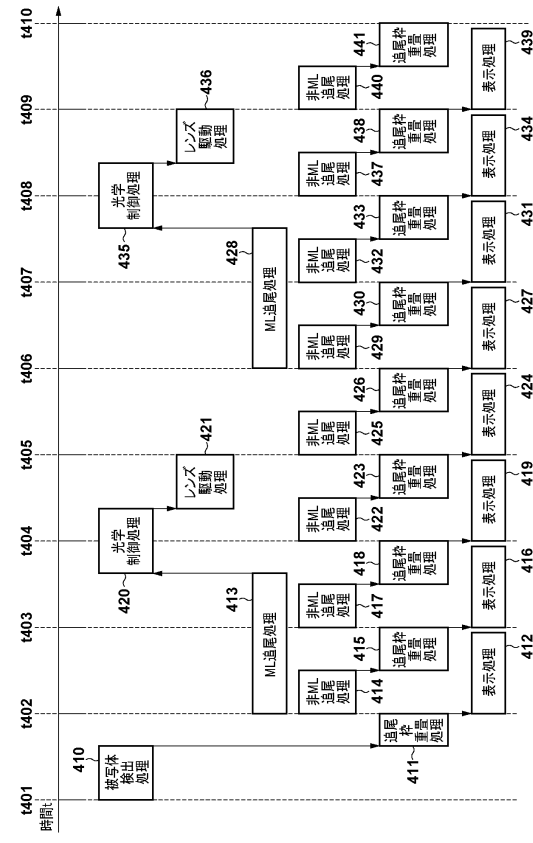 時間t
t401
t402
t403
t404
t405
t406
t407
t408
t409
t410
410
被写体
検出
処理
420
光学
制御処理
435
光学
制御処理
421
レンズ
駆動
処理
436
レンズ
駆動
処理
413
ML追尾処理
428
ML追尾処理
非ML
追尾
処理
414
非ML
追尾
処理
417
非ML
追尾
処理
422
非ML
追尾
処理
425
非ML
追尾
処理
429
非ML
追尾
処理
432
非ML
追尾
処理
437
非ML
追尾
処理
440
追尾
枠
重畳
処理
411
415
追尾枠
重畳
処理
418
追尾枠
重畳
処理
423
追尾枠
重畳
処理
426
追尾枠
重畳
処理
430
追尾枠
重畳
処理
433
追尾枠
重畳
処理
438
追尾枠
重畳
処理
441
追尾枠
重畳
処理
表示処理
412
表示処理
416
表示処理
419
表示処理
424
表示処理
427
表示処理
431
表示処理
434
表示処理
439